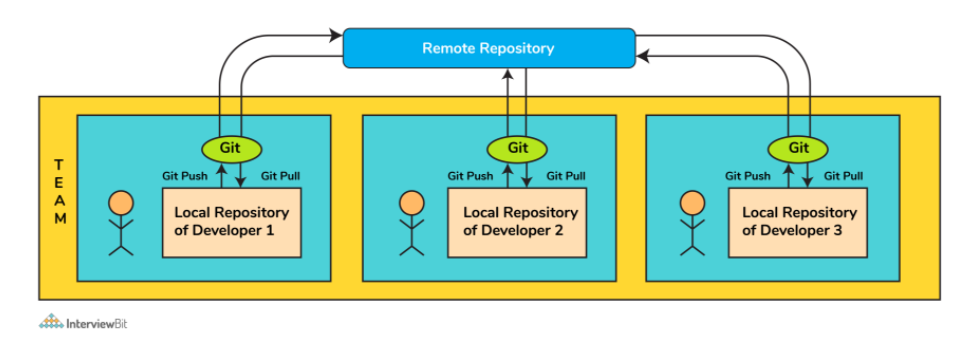 Remote Repository
TEAM
Git
Git Push
Git Pull
Local Repository
of Developer 1
Git
Git Push
Git Pull
Local Repository
of Developer 2
Git
Git Push
Git Pull
Local Repository
of Developer 3
InterviewBit